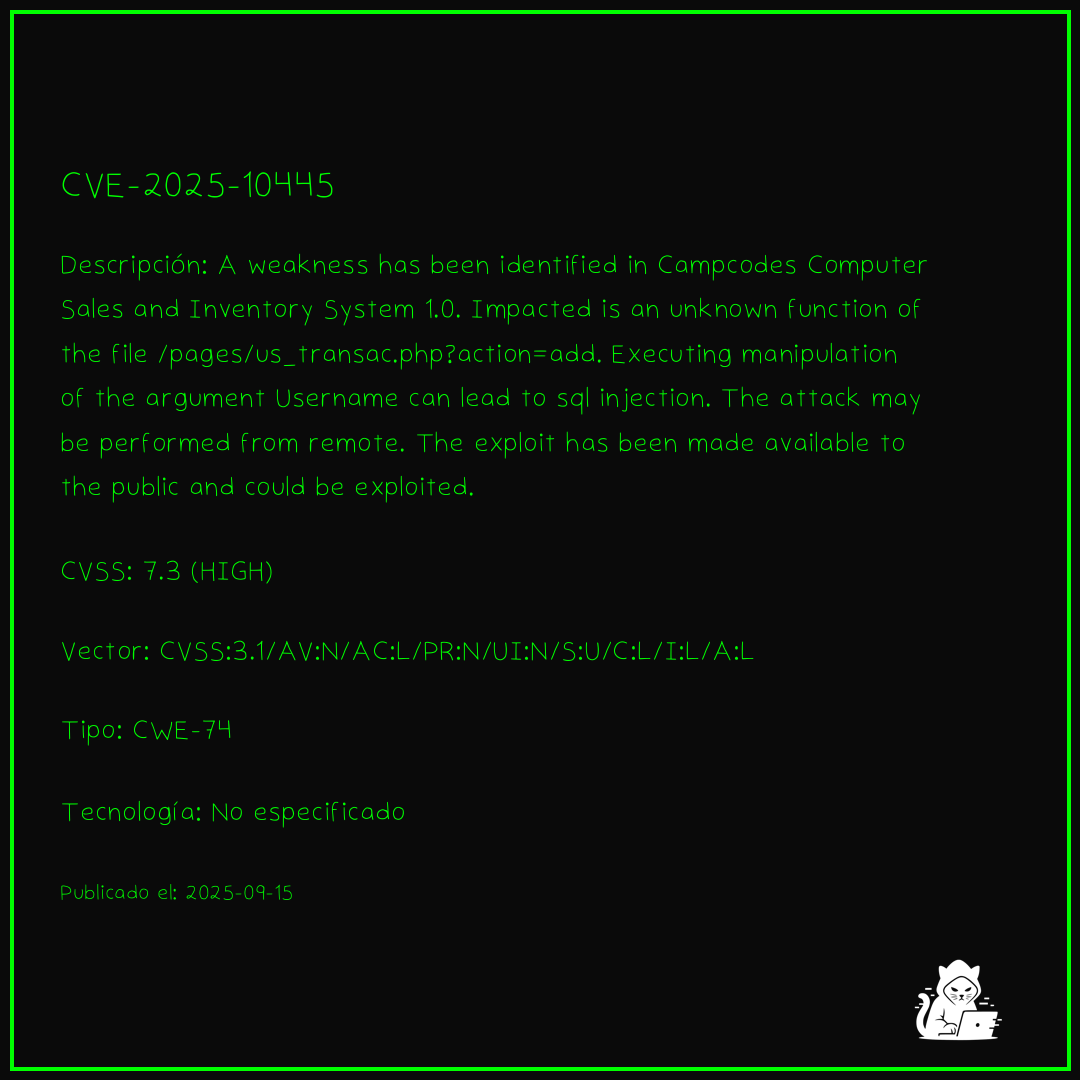 CVE-2025-10445
Descripción: A weakness has been identified in Campcodes Computer
Sales and Inventory System 1.0. Impacted is an unknown function of
the file /pages/us_transac.php?action=add. Executing manipulation
of the argument Username can lead to sql injection. The attack may
be performed from remote. The exploit has been made available to
the public and could be exploited.
CVSS: 7.3 (HIGH)
Vector: CVSS:3.1/AV:N/AC:L/PR:N/UI:N/S:U/C:L/I:L/A:L
Tipo: CWE-74
Tecnología: No especificado
Publicado el: 2025-09-15